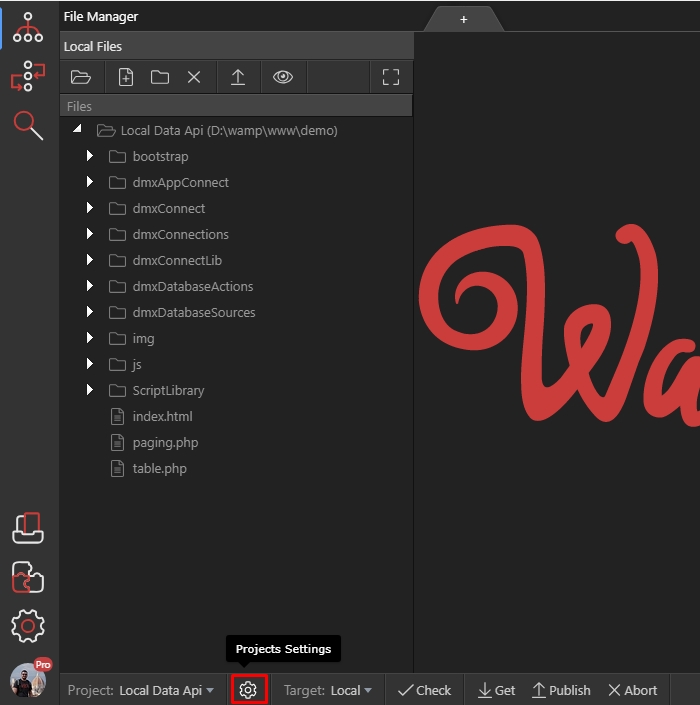 File Manager
+
Local Files
Files
Local Data Api (D:\wamp\www\demo)
bootstrap
dmxAppConnect
dmxConnect
dmxConnections
dmxConnectLib
dmxDatabaseActions
dmxDatabaseSources
img
js
ScriptLibrary
index.html
paging.php
table.php
Wa
Projects Settings
Pro
Project: Local Data Api Target: Local Check Get Publish Abort